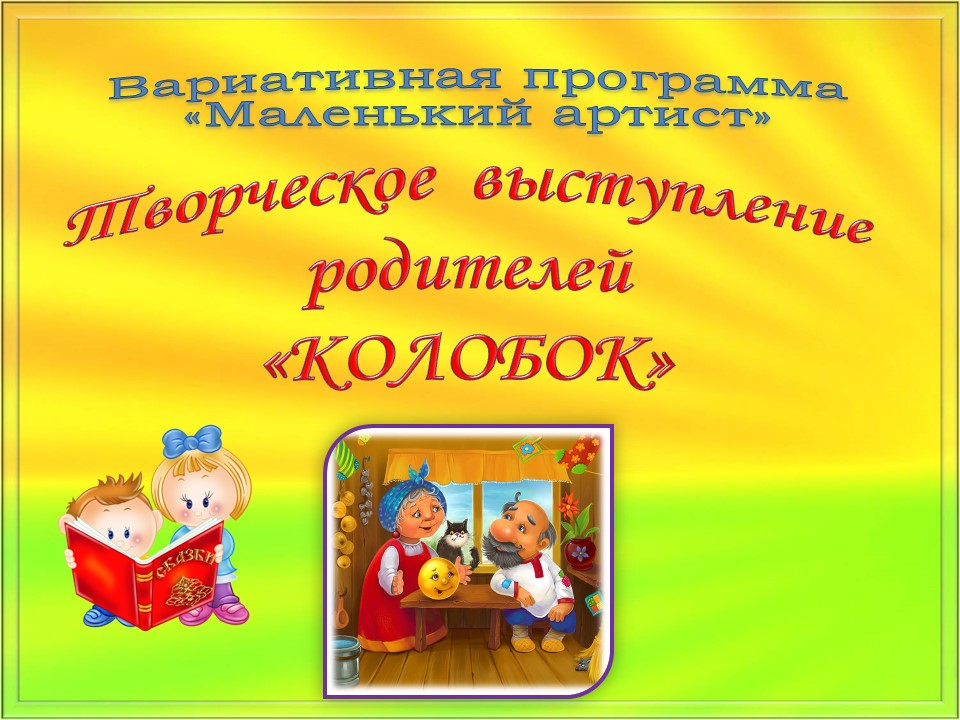 Вариативная программа
«Маленький артист»
Творческое выступление
родителей
«КОЛОБОК»
СКАЗКИ